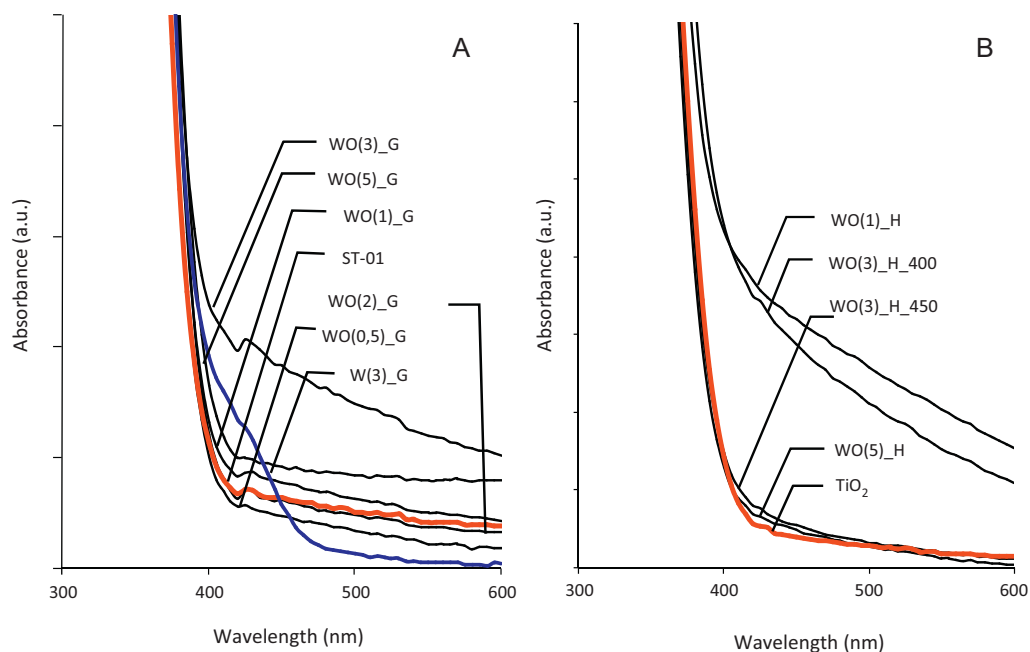 A
WO(3)_G
WO(5)_G
WO(1)_G
ST-01
WO(2)_G
WO(0,5)_G
W(3)_G
Absorbance (a.u.)
300
400
500
600
Wavelength (nm)
B
WO(1)_H
WO(3)_H_400
WO(3)_H_450
WO(5)_H
TiO₂
Absorbance (a.u.)
300
400
500
600
Wavelength (nm)